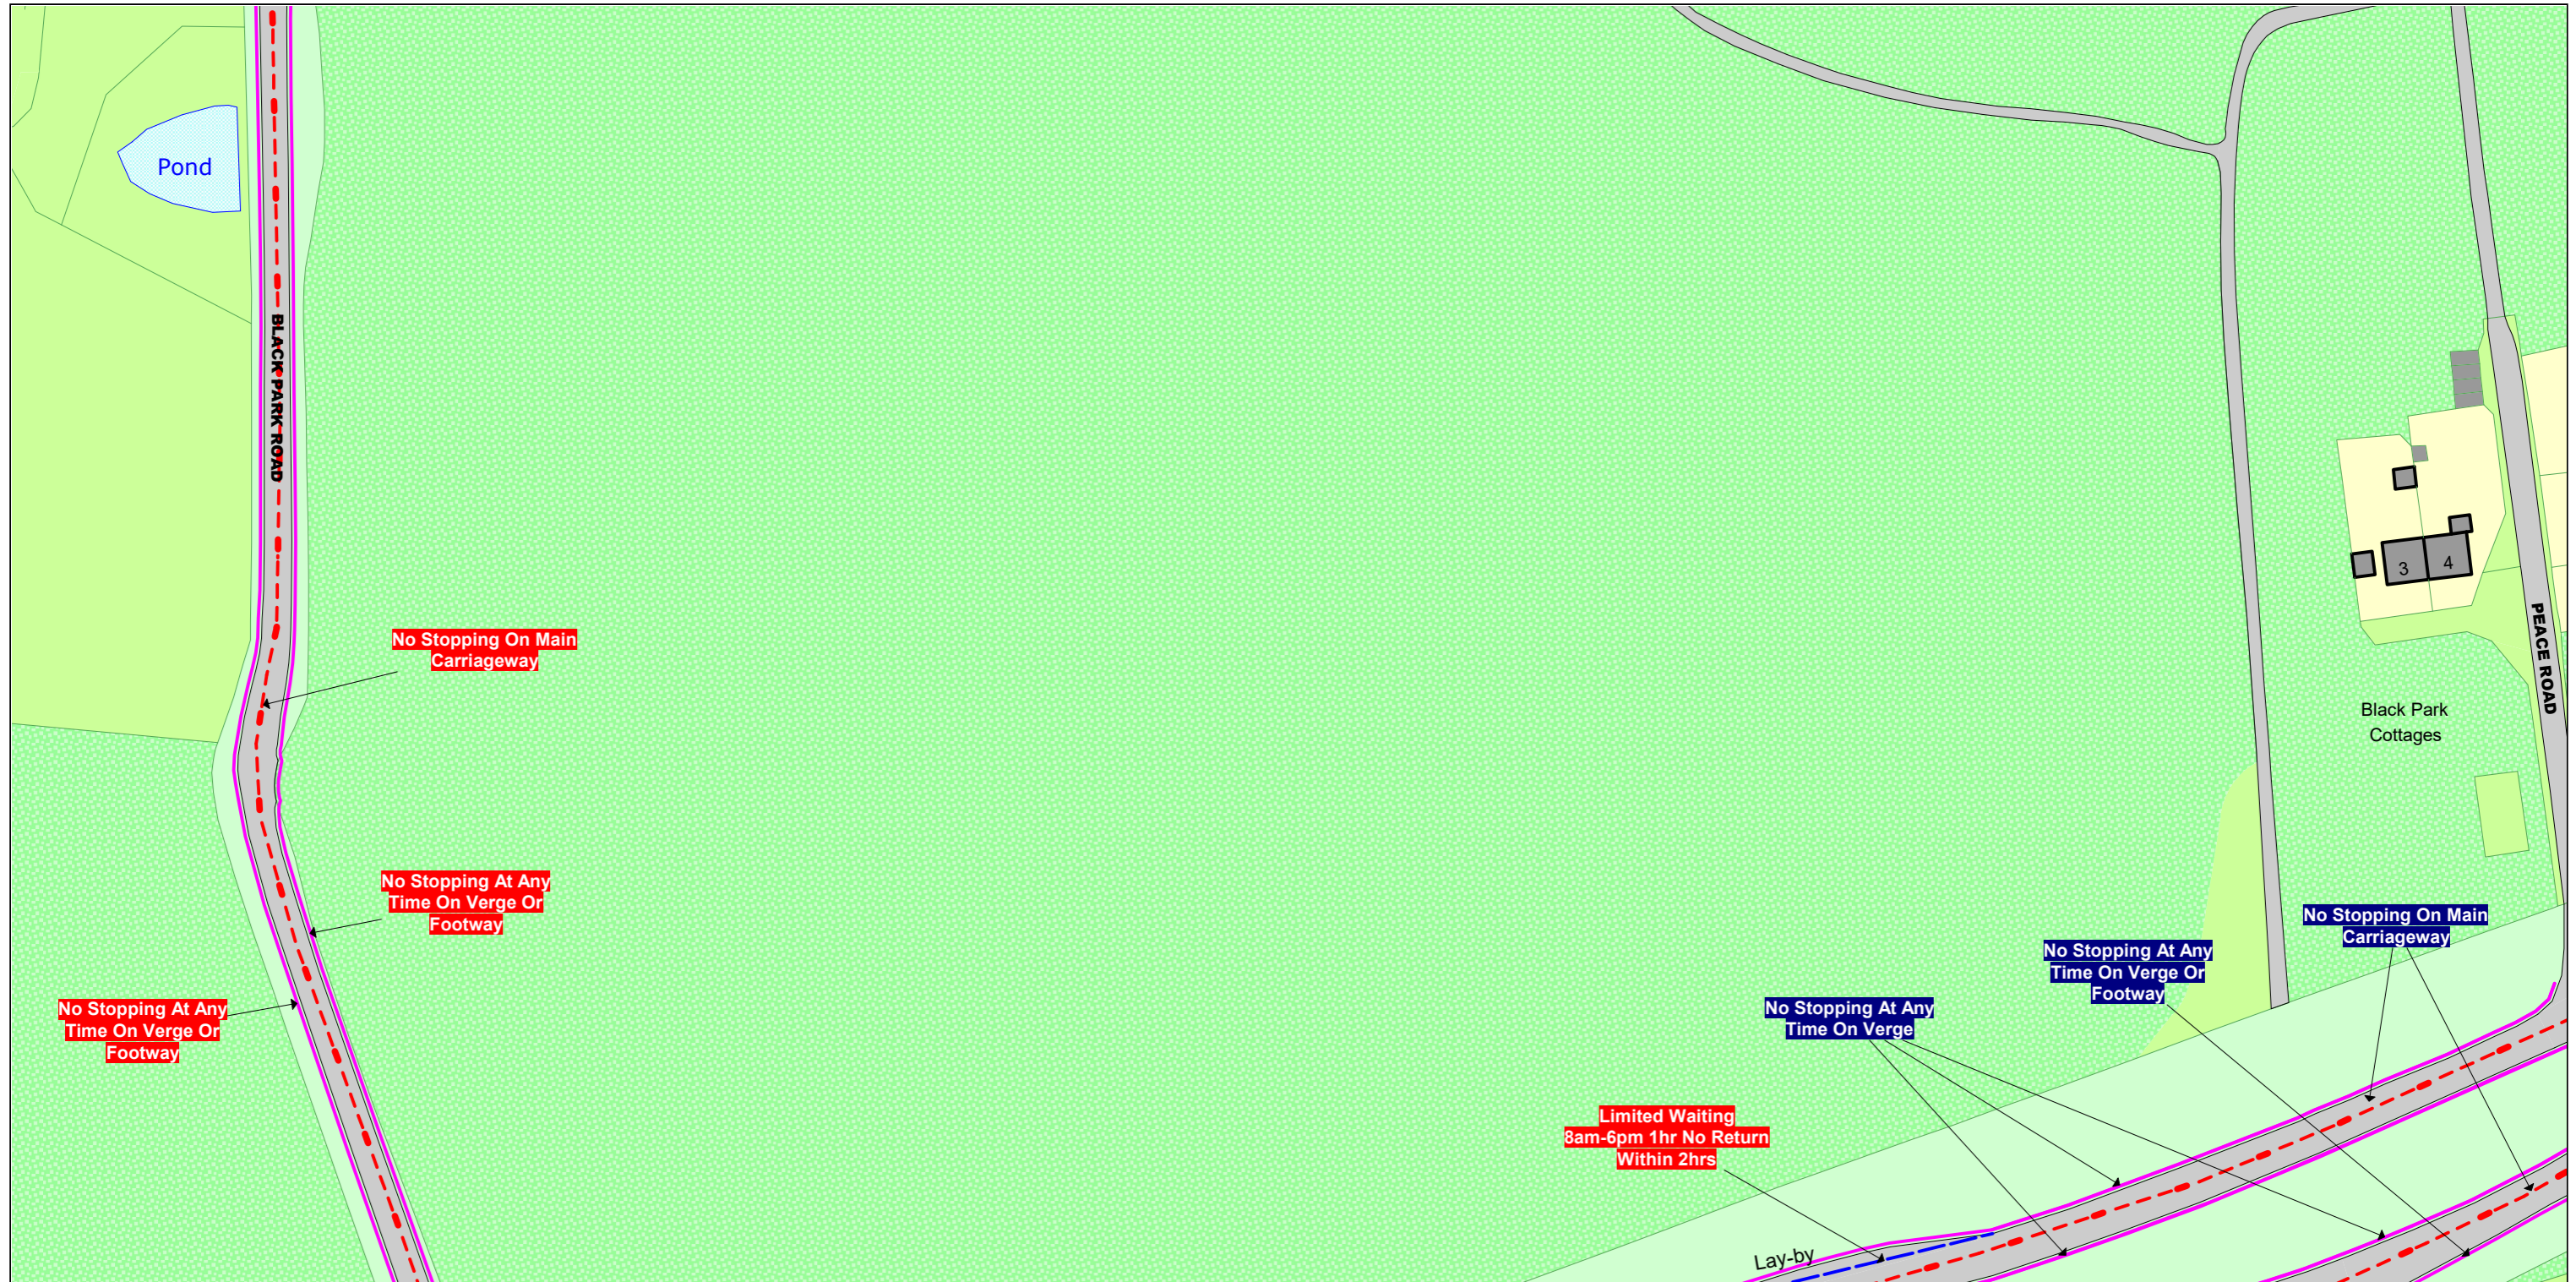 Pond
BLACK PARK ROAD
No Stopping On Main
Carriageway
No Stopping At Any
Time On Verge Or
Footway
No Stopping At Any
Time On Verge Or
Footway
3
4
PEACE ROAD
Black Park
Cottages
No Stopping On Main
Carriageway
No Stopping At Any
Time On Verge Or
Footway
No Stopping At Any
Time On Verge
Limited Waiting
8am-6pm 1hr No Return
Within 2hrs
Lay-by